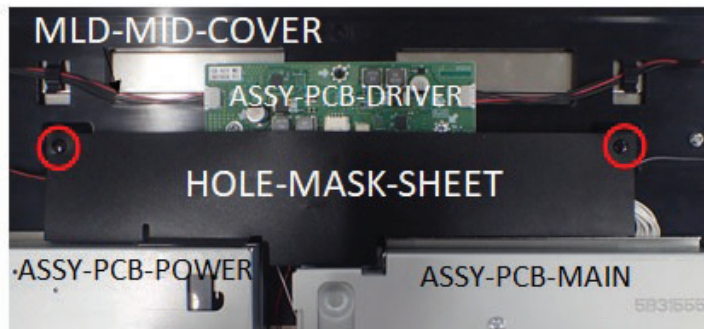 MLD-MID-COVER
ASSY-PCB-DRIVER
HOLE-MASK-SHEET
ASSY-PCB-POWER
ASSY-PCB-MAIN